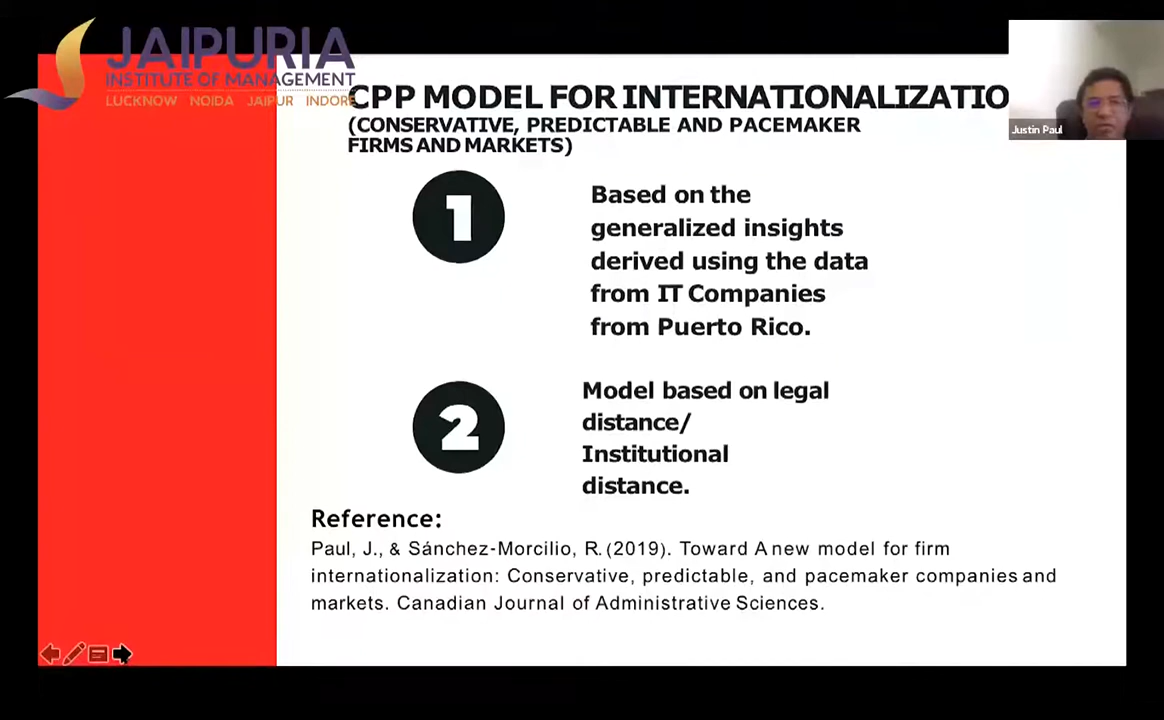 JAIPURIA
INSTITUTE OF MANAGEMENT
LUCKNOW NOIDA JAIPUR INDORE
CPP MODEL FOR INTERNATIONALIZATIO
(CONSERVATIVE, PREDICTABLE AND PACEMAKER
FIRMS AND MARKETS)
Justin Paul
1
Based on the
generalized insights
derived using the data
from IT Companies
from Puerto Rico.
2
Model based on legal
distance/
Institutional
distance.
Reference:
Paul, J., & Sánchez-Morcilio, R. (2019). Toward A new model for firm
internationalization: Conservative, predictable, and pacemaker companies and
markets. Canadian Journal of Administrative Sciences.